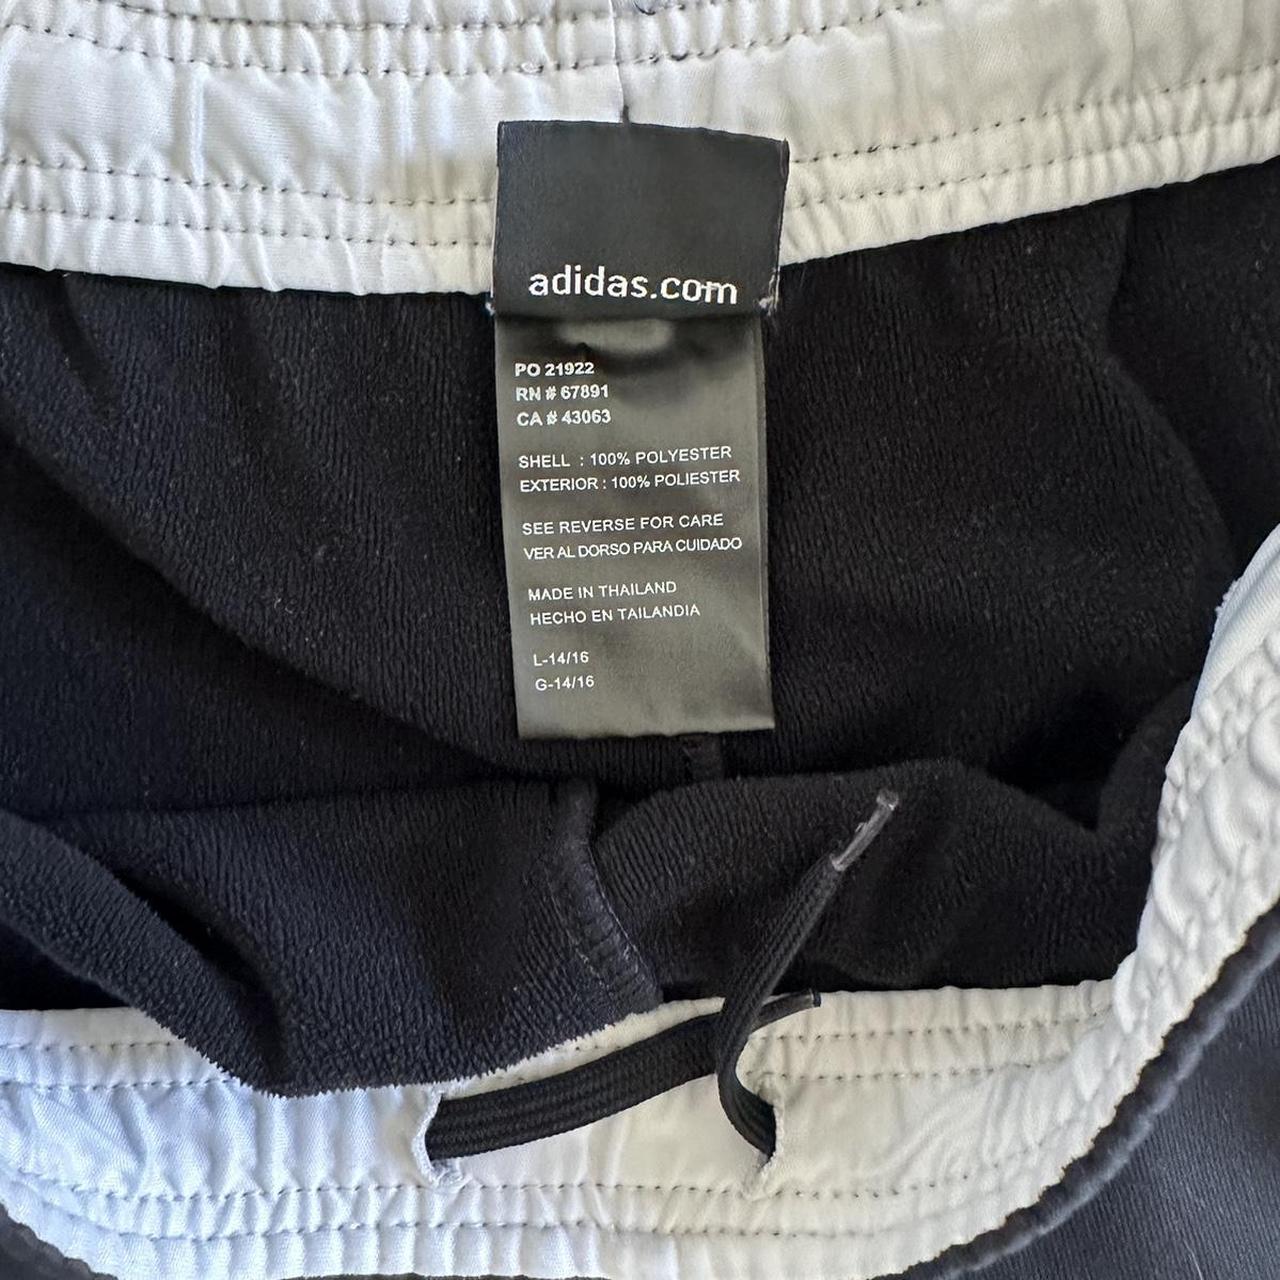 adidas.com
PO 21922
RN # 67891
CA # 43063
SHELL : 100% POLYESTER
EXTERIOR : 100% POLIESTER
SEE REVERSE FOR CARE
VER AL DORSO PARA CUIDADO
MADE IN THAILAND
HECHO EN TAILANDIA
L-14/16
G-14/16